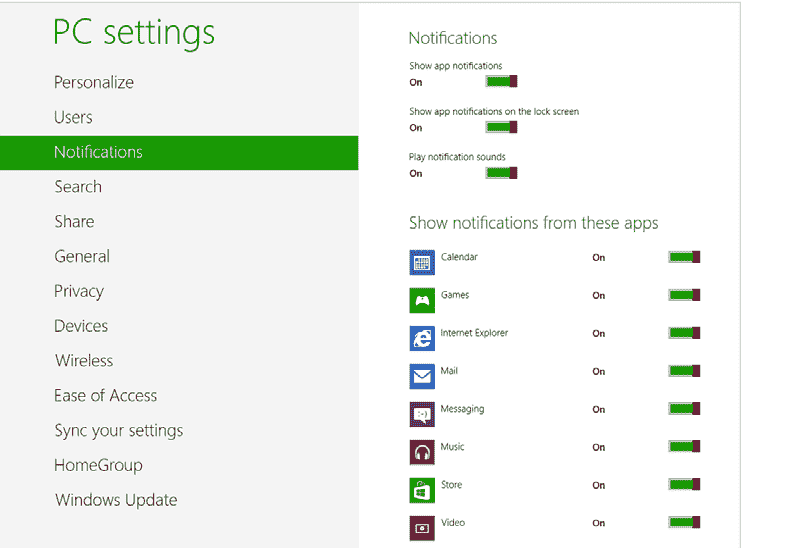 PC settings
Personalize
Users
Notifications
Search
Share
General
Privacy
Devices
Wireless
Ease of Access
Sync your settings
HomeGroup
Windows Update
Notifications
Show app notifications
On
Show app notifications on the lock screen
On
Play notification sounds
On
Show notifications from these apps
Calendar On
Games On
Internet Explorer On
Mail On
Messaging On
Music On
Store On
Video On